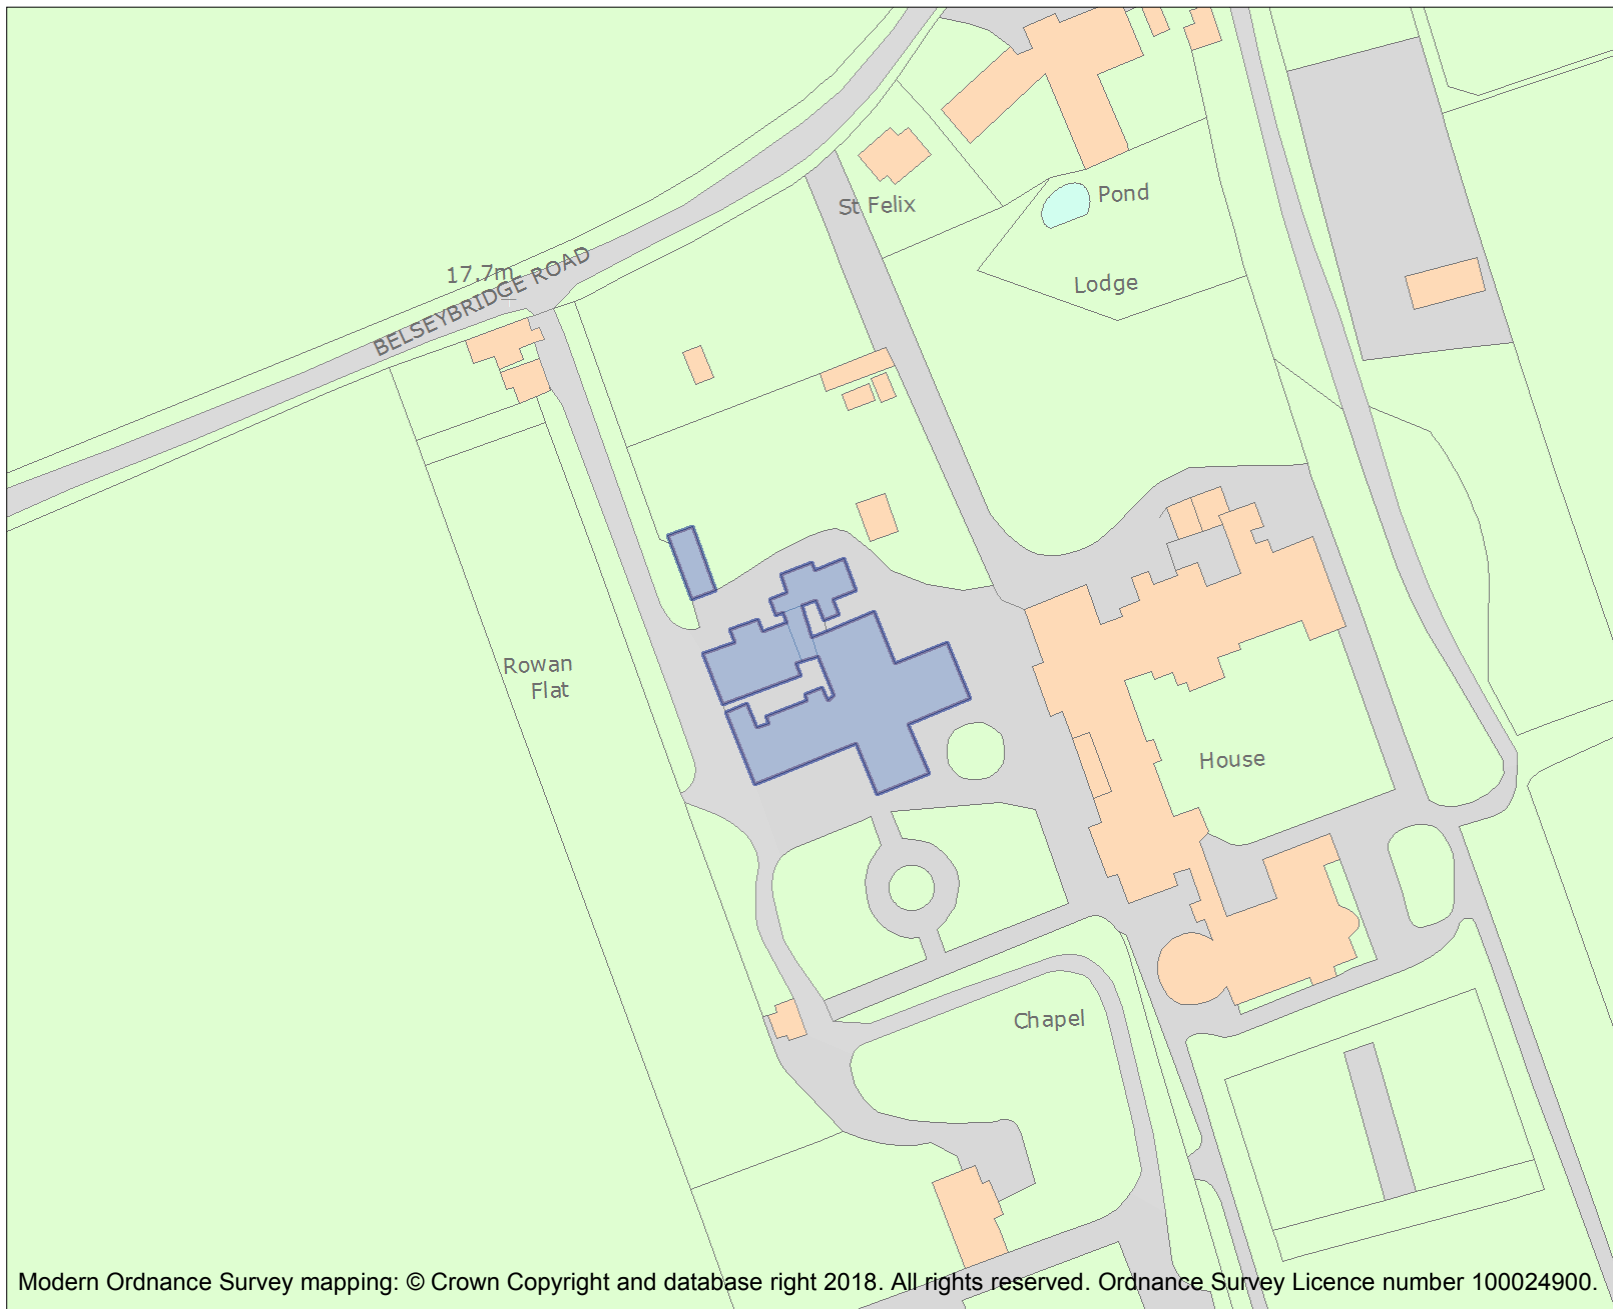 Pond
St Felix
17.7m
BELSEYBRIDGE ROAD
Lodge
Rowan
Flat
House
Chapel
Modern Ordnance Survey mapping: © Crown Copyright and database right 2018. All rights reserved. Ordnance Survey Licence number 100024900.